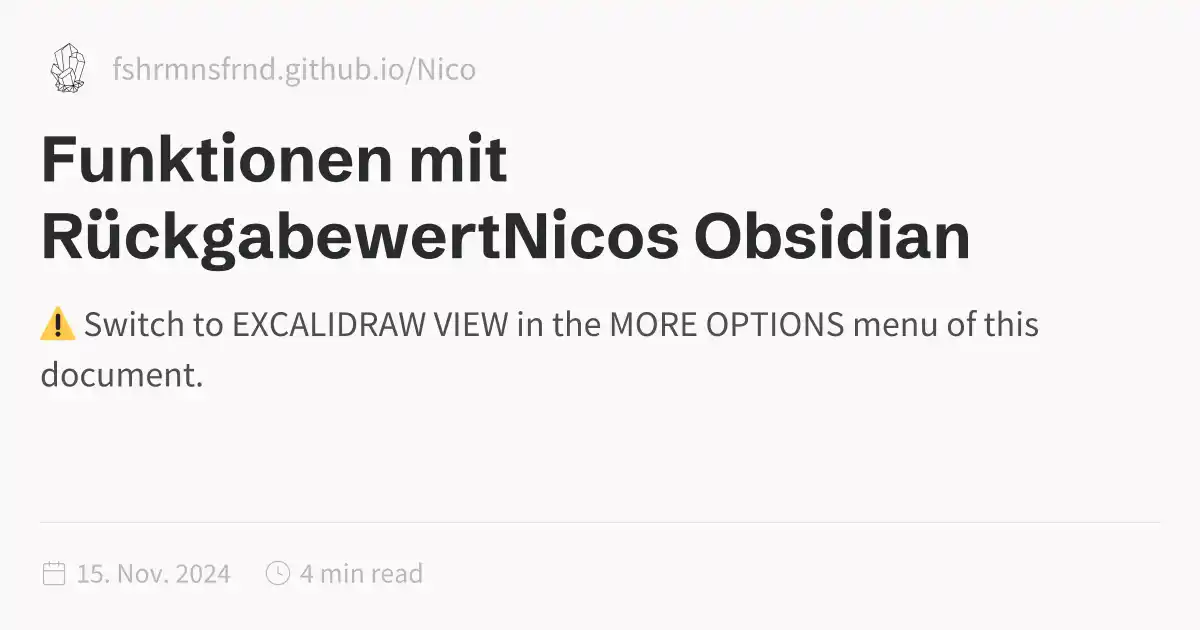 fshrmnsfrnd.github.io/Nico
Funktionen mit
RückgabewertNicos Obsidian
⚠️ Switch to EXCALIDRAW VIEW in the MORE OPTIONS menu of this
document.
15. Nov. 2024 4 min read